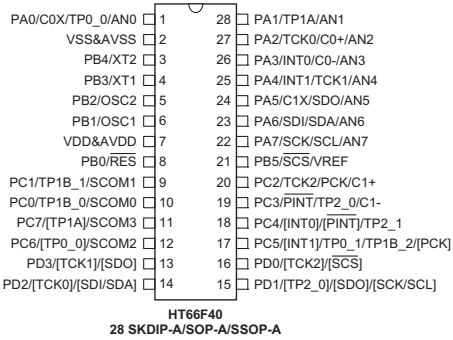 PA0/C0X/TP0_0/AN0 1 28 PA1/TP1A/AN1
VSS&AVSS 2 27 PA2/TCK0/C0+/AN2
PB4/XT2 3 26 PA3/INT0/C0-/AN3
PB3/XT1 4 25 PA4/INT1/TCK1/AN4
PB2/OSC2 5 24 PA5/C1X/SDO/AN5
PB1/OSC1 6 23 PA6/SDI/SDA/AN6
VDD&AVDD 7 22 PA7/SCK/SCL/AN7
PB0/RES 8 21 PB5/SCS/VREF
PC1/TP1B_1/SCOM1 9 20 PC2/TCK2/PCK/C1+
PC0/TP1B_0/SCOM0 10 19 PC3/PINT/TP2_0/C1-
PC7/[TP1A]/SCOM3 11 18 PC4/[INT0]/[PINT]/TP2_1
PC6/[TP0_0]/SCOM2 12 17 PC5/[INT1]/TP0_1/TP1B_2/[PCK]
PD3/[TCK1]/[SDO] 13 16 PD0/[TCK2]/[SCS]
PD2/[TCK0]/[SDI/SDA] 14 15 PD1/[TP2_0]/[SDO]/[SCK/SCL]
HT66F40
28 SKDIP-A/SOP-A/SSOP-A